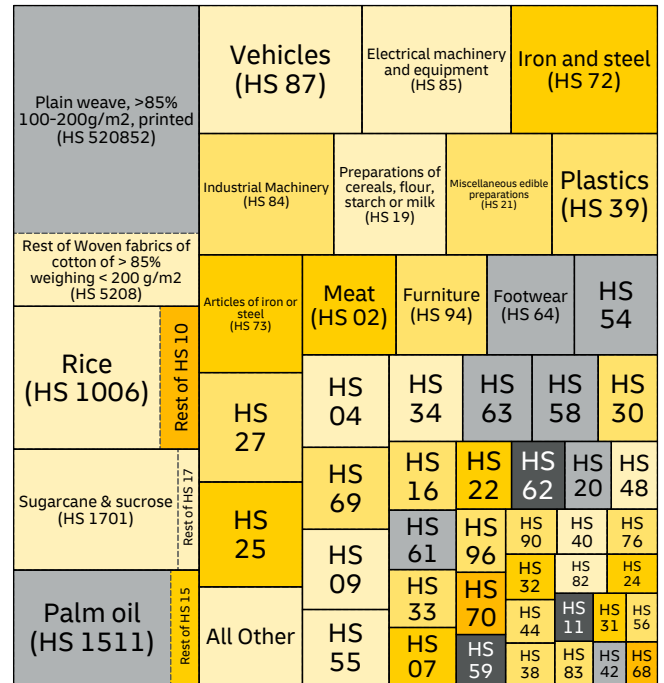 Plain weave, >85%
100-200g/m2, printed
(HS 520852)
Rest of Woven fabrics of
cotton of > 85%
weighing < 200 g/m2
(HS 5208)
Rice
(HS 1006)
Rest of HS 10
Sugarcane & sucrose
(HS 1701)
Rest of HS 17
Palm oil
(HS 1511)
Rest of HS 15
Vehicles
(HS 87)
Electrical machinery
and equipment
(HS 85)
Iron and steel
(HS 72)
Industrial Machinery
(HS 84)
Preparations of
cereals, flour,
starch or milk
(HS 19)
Miscellaneous edible
preparations
(HS 21)
Plastics
(HS 39)
Articles of iron or
steel
(HS 73)
Meat
(HS 02)
Furniture
(HS 94)
Footwear
(HS 64)
HS
54
HS
27
HS
25
All Other
HS
04
HS
69
HS
09
HS
55
HS
34
HS
63
HS
58
HS
30
HS
16
HS
22
HS
62
HS
20
HS
48
HS
61
HS
96
HS
90
HS
40
HS
76
HS
33
HS
70
HS
32
HS
82
HS
24
HS
07
HS
59
HS
44
HS
11
HS
31
HS
56
HS
38
HS
83
HS
42
HS
68